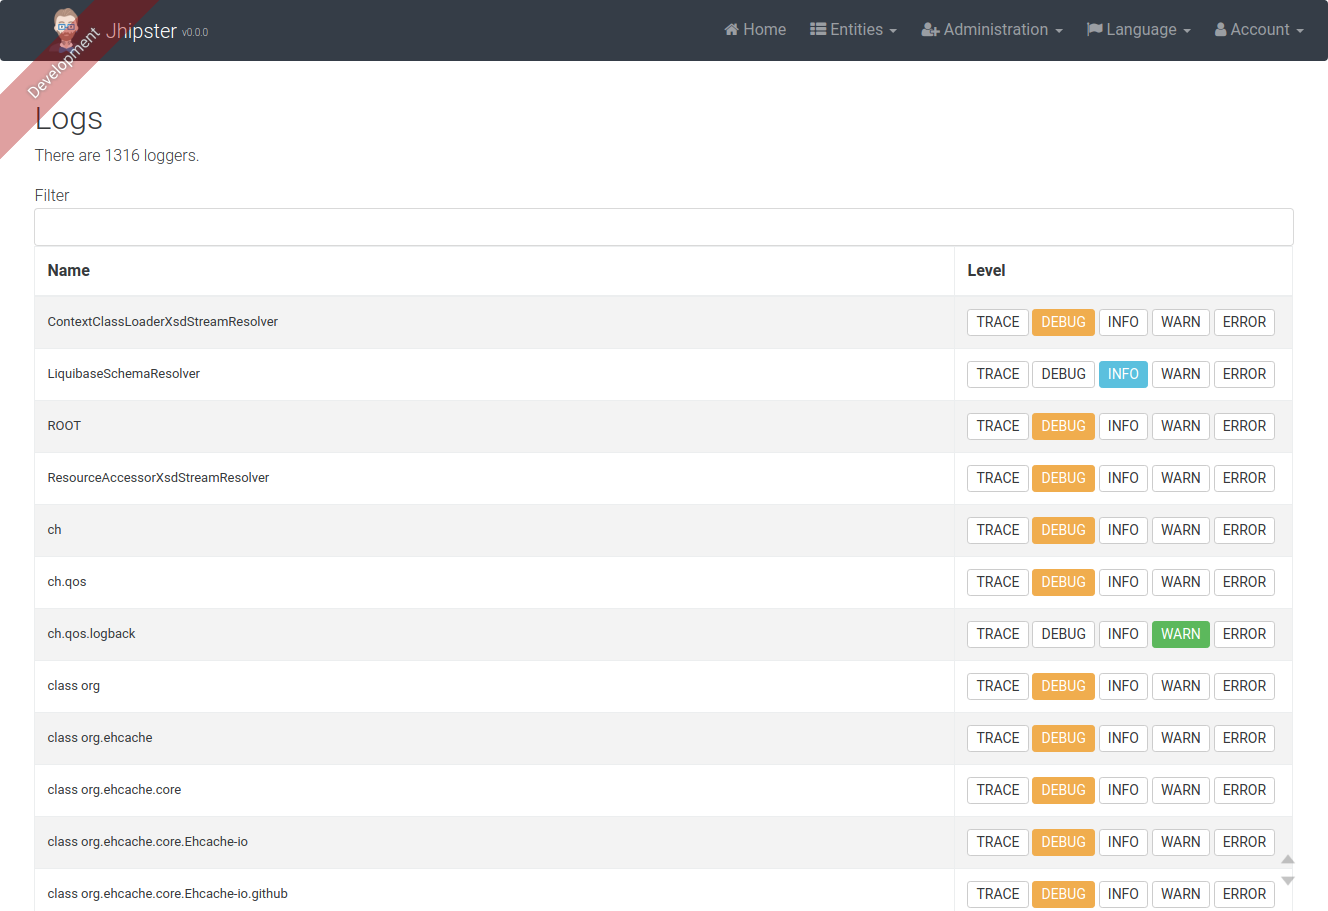 Jhipster v0.0.0 Home Entities Administration Language Account
Development
Logs
There are 1316 loggers.
Filter
Name Level
ContextClassLoaderXsdStreamResolver TRACE DEBUG INFO WARN ERROR
LiquibaseSchemaResolver TRACE DEBUG INFO WARN ERROR
ROOT TRACE DEBUG INFO WARN ERROR
ResourceAccessorXsdStreamResolver TRACE DEBUG INFO WARN ERROR
ch TRACE DEBUG INFO WARN ERROR
ch.qos TRACE DEBUG INFO WARN ERROR
ch.qos.logback TRACE DEBUG INFO WARN ERROR
class org TRACE DEBUG INFO WARN ERROR
class org.ehcache TRACE DEBUG INFO WARN ERROR
class org.ehcache.core TRACE DEBUG INFO WARN ERROR
class org.ehcache.core.Ehcache-io TRACE DEBUG INFO WARN ERROR
class org.ehcache.core.Ehcache-io.github TRACE DEBUG INFO WARN ERROR